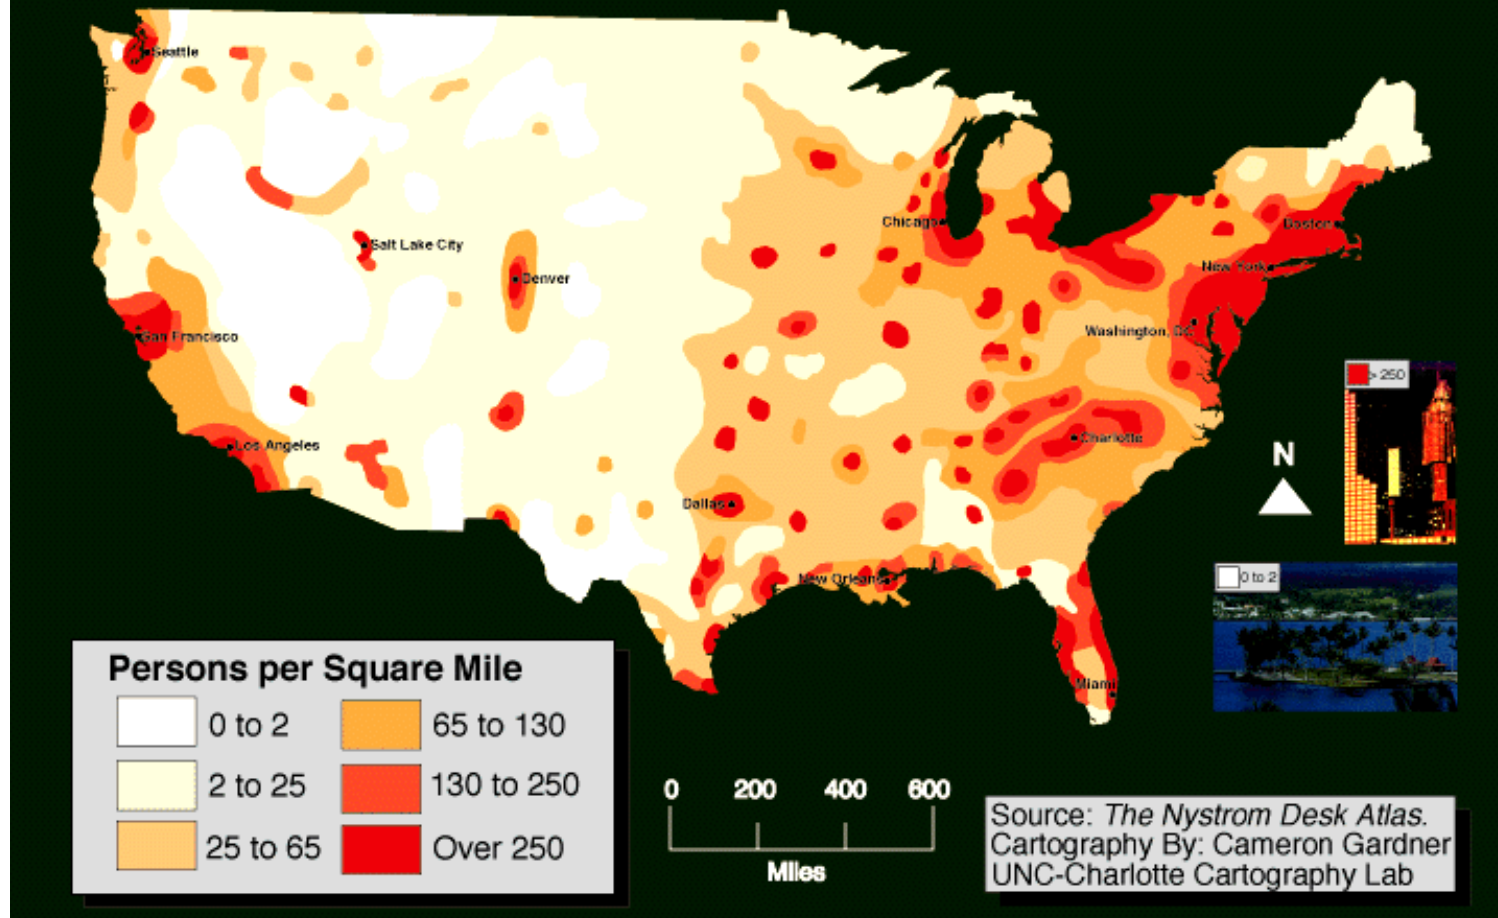 Seattle
Salt Lake City
Denver
San Francisco
Los Angeles
Chicago
Boston
New York
Washington, DC
Charlotte
Dallas
New Orleans
Miami
> 250
N
0 to 2
Persons per Square Mile
0 to 2
65 to 130
2 to 25
130 to 250
25 to 65
Over 250
0 200 400 600
Miles
Source: The Nystrom Desk Atlas.
Cartography By: Cameron Gardner
UNC-Charlotte Cartography Lab